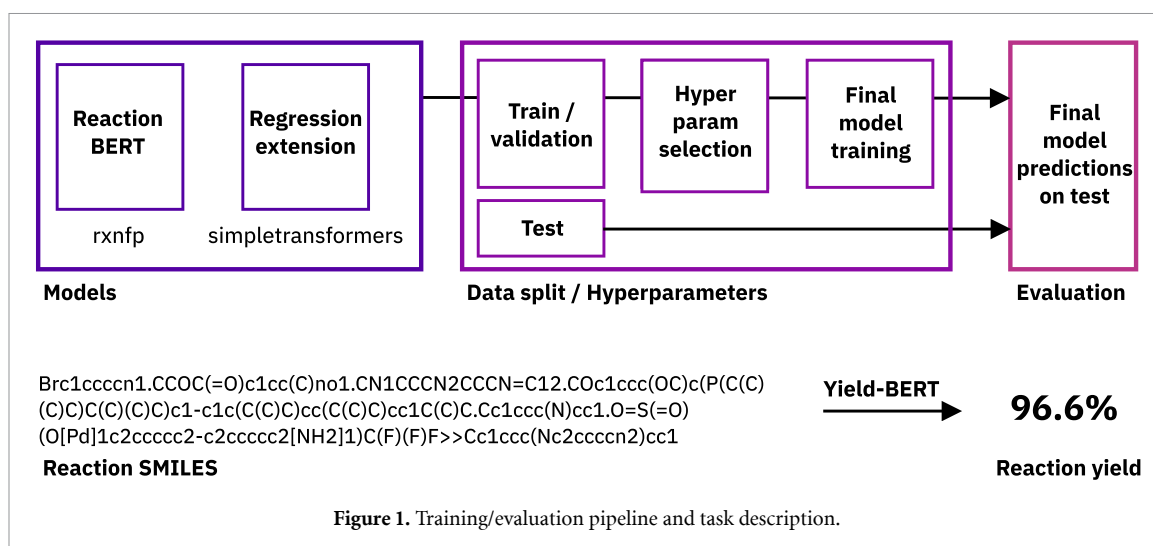 Reaction
BERT
rxnfp
Regression
extension
simpletransformers
Models
Train /
validation
Hyper
param
selection
Final
model
training
Test
Data split / Hyperparameters
Final
model
predictions
on test
Evaluation
Brc1ccccn1.CCOC(=O)c1cc(C)no1.CN1CCCN2CCCN=C12.COc1ccc(OC)c(P(C(C)
(C)C)C(C)(C)C)c1-c1c(C(C)C)cc(C(C)C)cc1C(C)C.Cc1ccc(N)cc1.O=S(=O)
(O[Pd]1c2ccccc2-c2ccccc2[NH2]1)C(F)(F)F>>Cc1ccc(Nc2ccccn2)cc1
Reaction SMILES
Yield-BERT
96.6%
Reaction yield
Figure 1. Training/evaluation pipeline and task description.